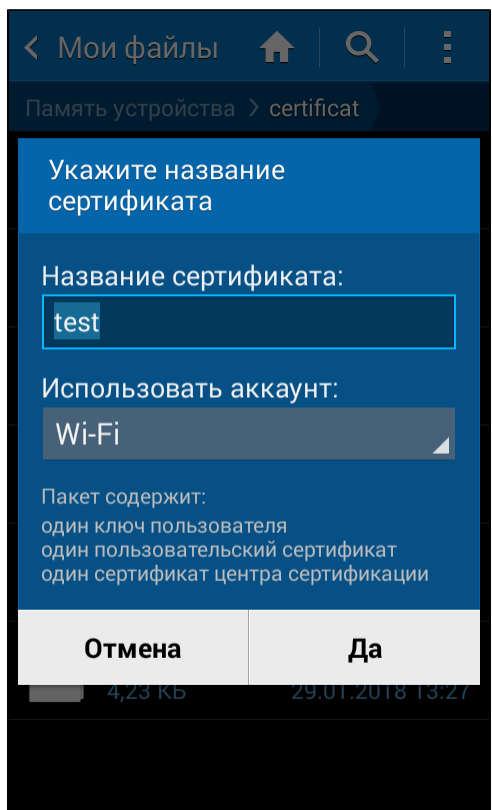 Мои файлы
Память устройства > certificat
Укажите название
сертификата
Название сертификата:
test
Использовать аккаунт:
Wi-Fi
Пакет содержит:
один ключ пользователя
один пользовательский сертификат
один сертификат центра сертификации
Отмена Да
4,23 КБ 29.01.2018 13:27